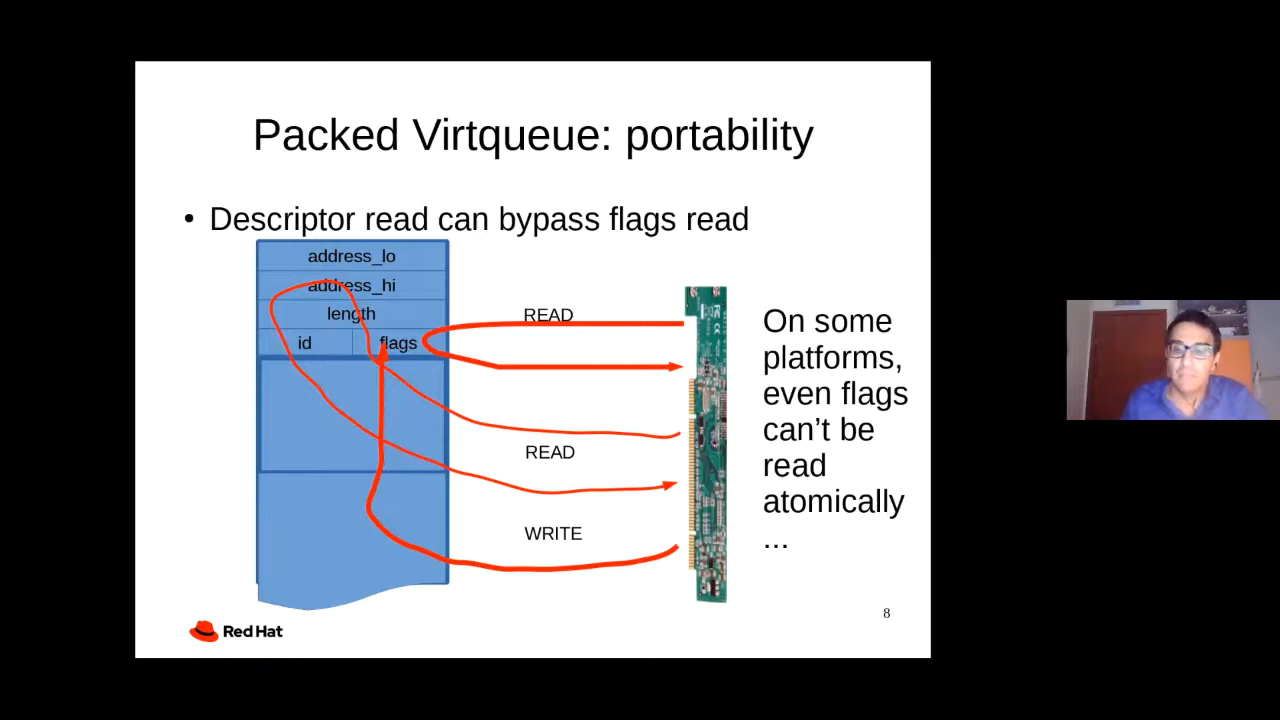 Packed Virtqueue: portability
• Descriptor read can bypass flags read
address_lo
address_hi
length
id
flags
READ
READ
WRITE
On some
platforms,
even flags
can’t be
read
atomically
...
8
Red Hat